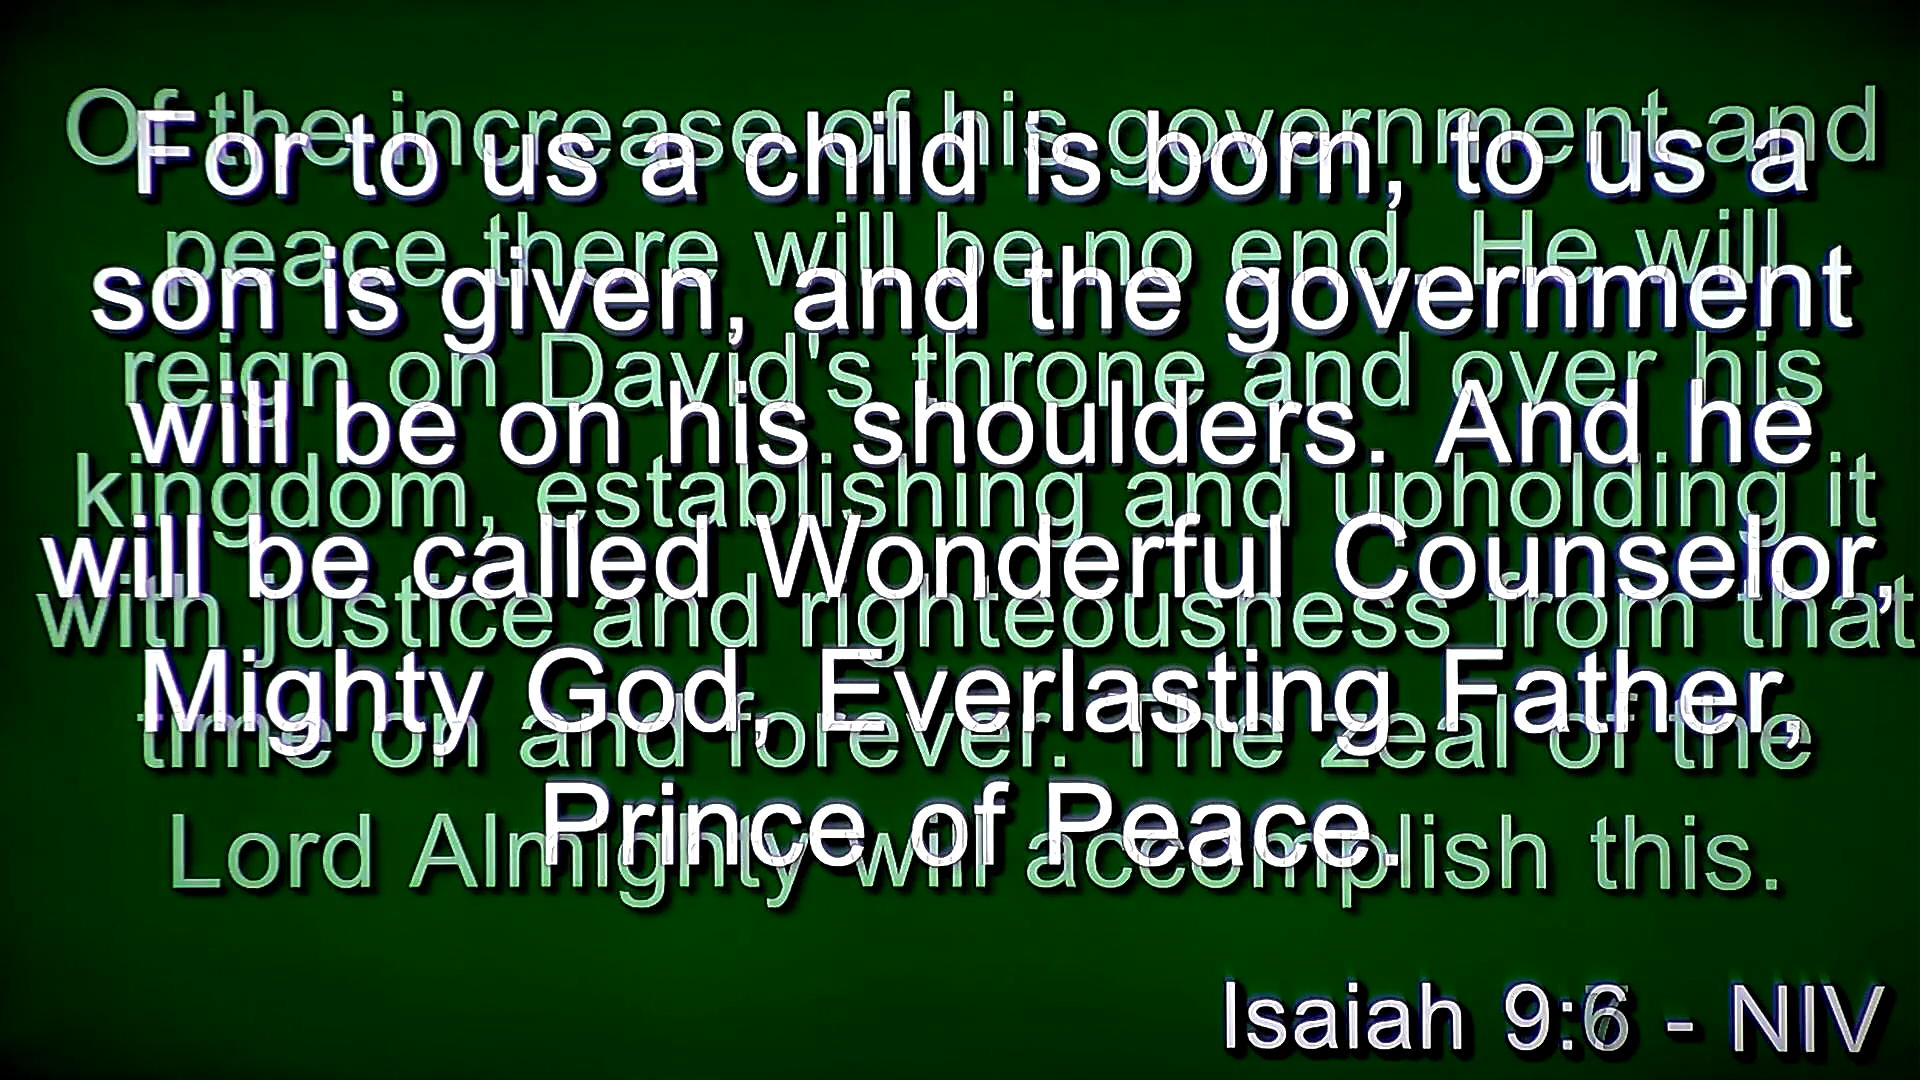 For to us a child is born, to us a
son is given, and the government
will be on his shoulders. And he
will be called Wonderful Counselor,
Mighty God, Everlasting Father,
Prince of Peace.
Of the increase of his government and
peace there will be no end. He will
reign on David's throne and over his
kingdom, establishing and upholding it
with justice and righteousness from that
time on and forever. The zeal of the
Lord Almighty will accomplish this.
Isaiah 9:6 - NIV